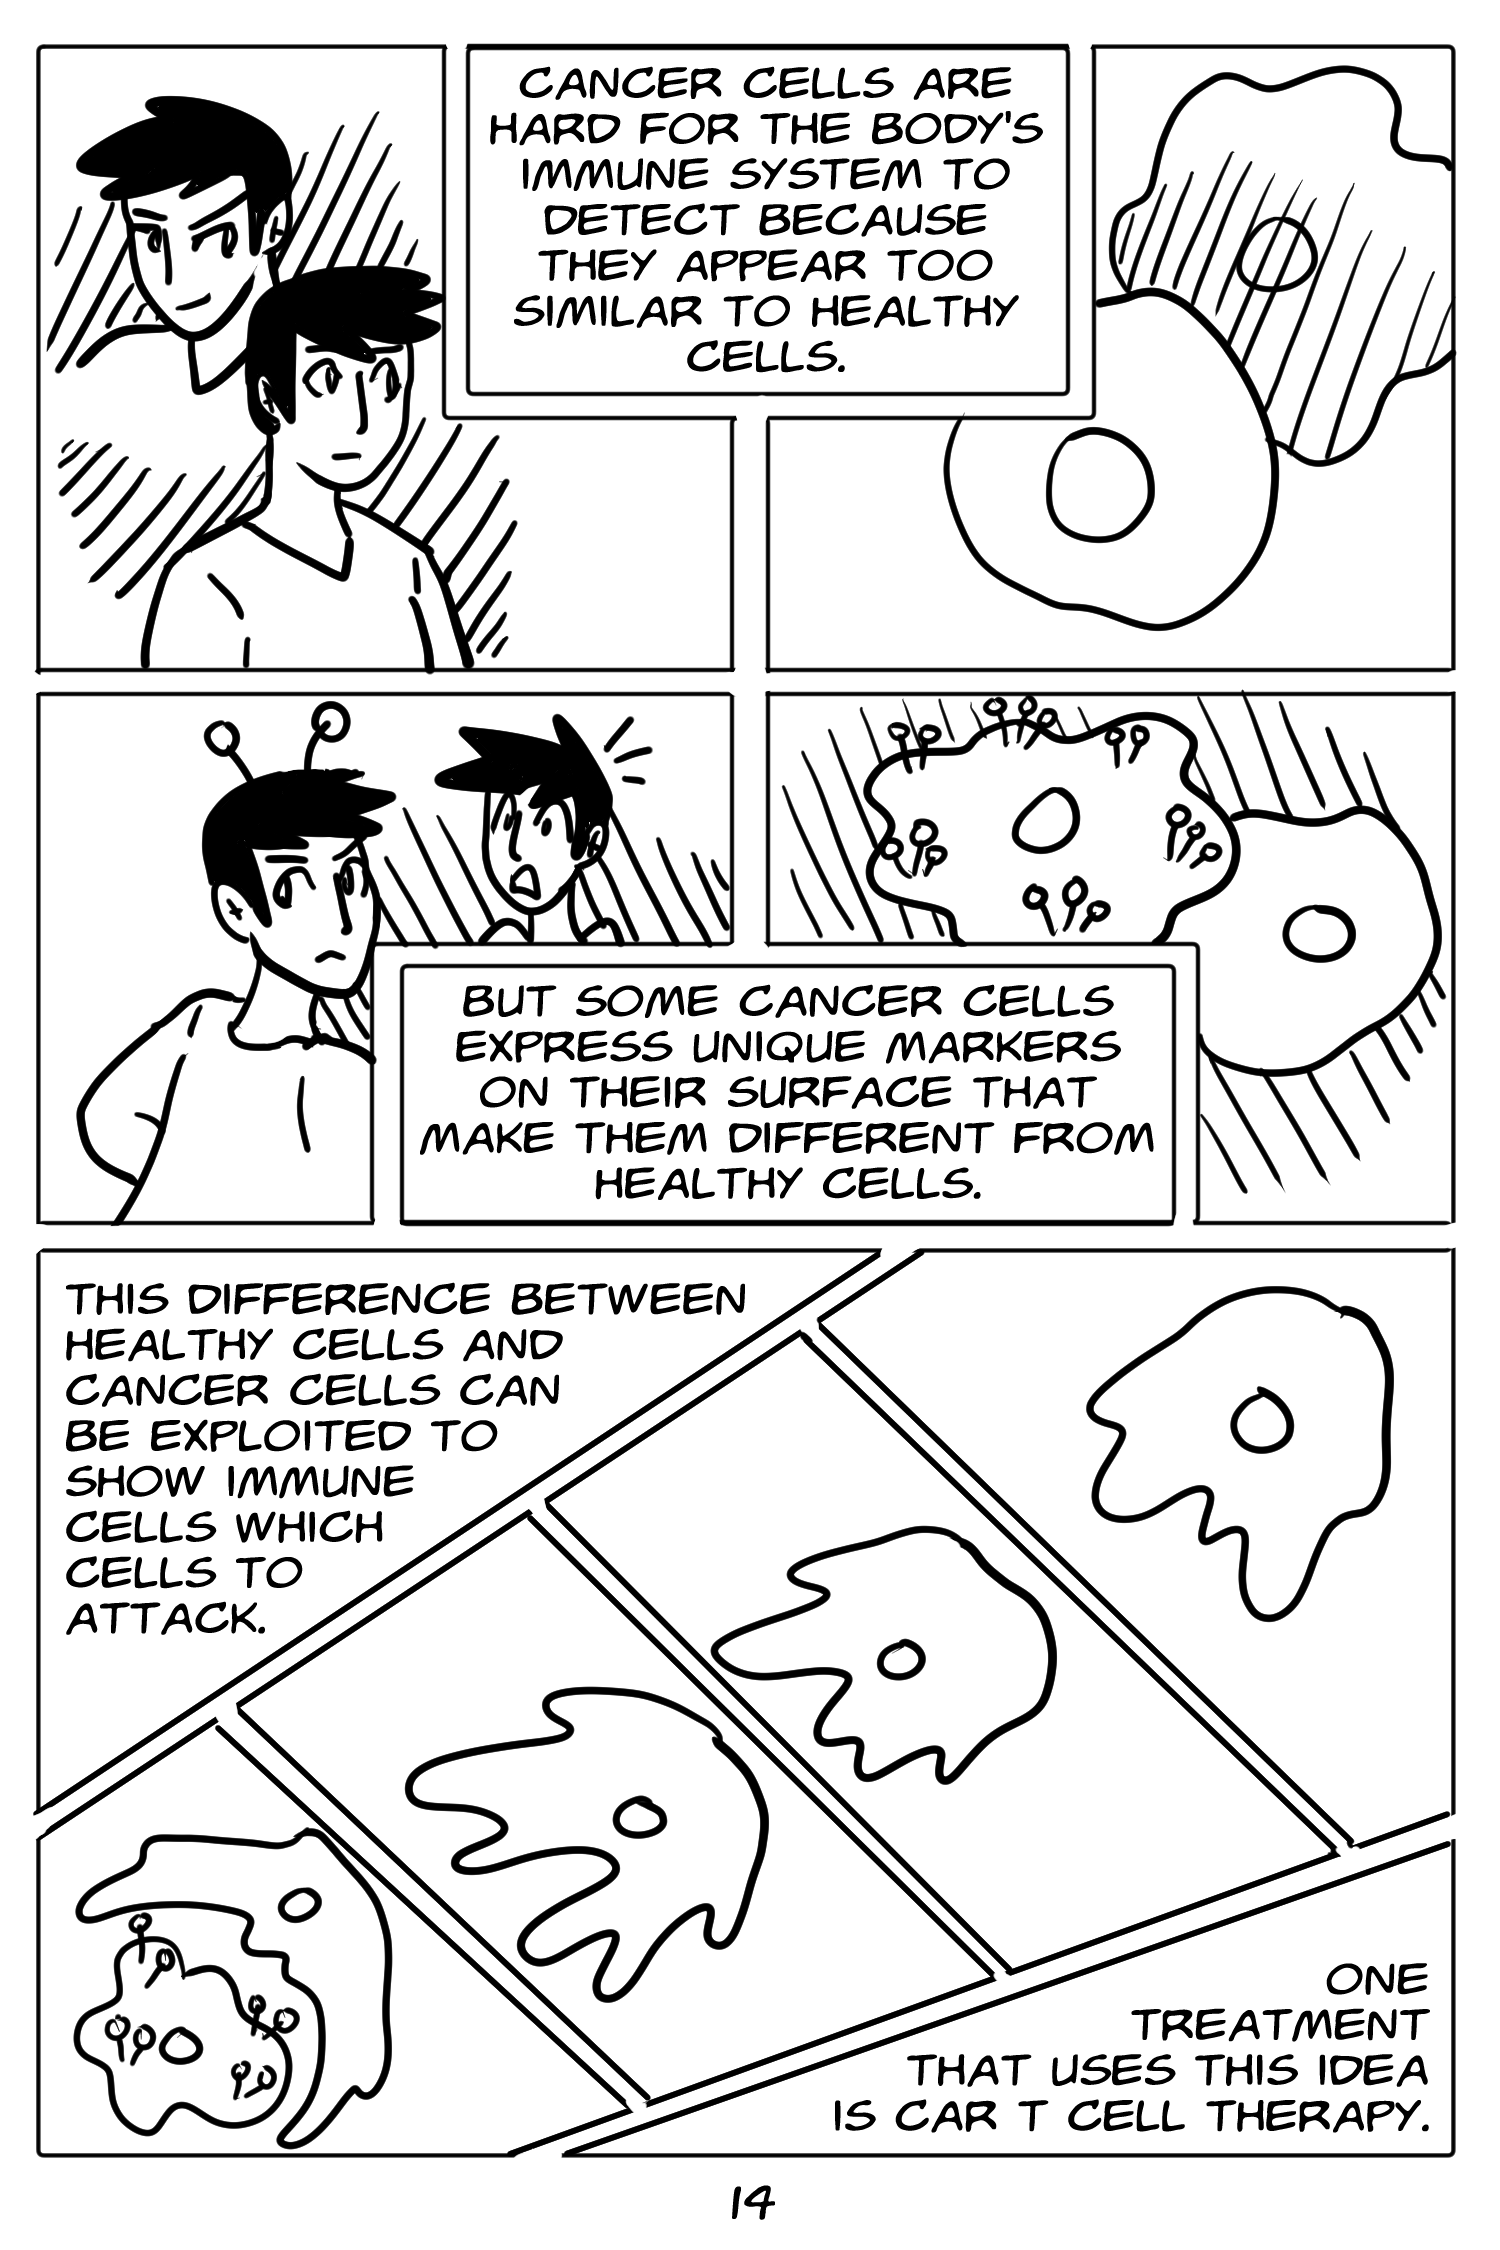 CANCER CELLS ARE
HARD FOR THE BODY'S
IMMUNE SYSTEM TO
DETECT BECAUSE
THEY APPEAR TOO
SIMILAR TO HEALTHY
CELLS.
BUT SOME CANCER CELLS
EXPRESS UNIQUE MARKERS
ON THEIR SURFACE THAT
MAKE THEM DIFFERENT FROM
HEALTHY CELLS.
THIS DIFFERENCE BETWEEN
HEALTHY CELLS AND
CANCER CELLS CAN
BE EXPLOITED TO
SHOW IMMUNE
CELLS WHICH
CELLS TO
ATTACK.
ONE
TREATMENT
THAT USES THIS IDEA
IS CAR T CELL THERAPY.
14